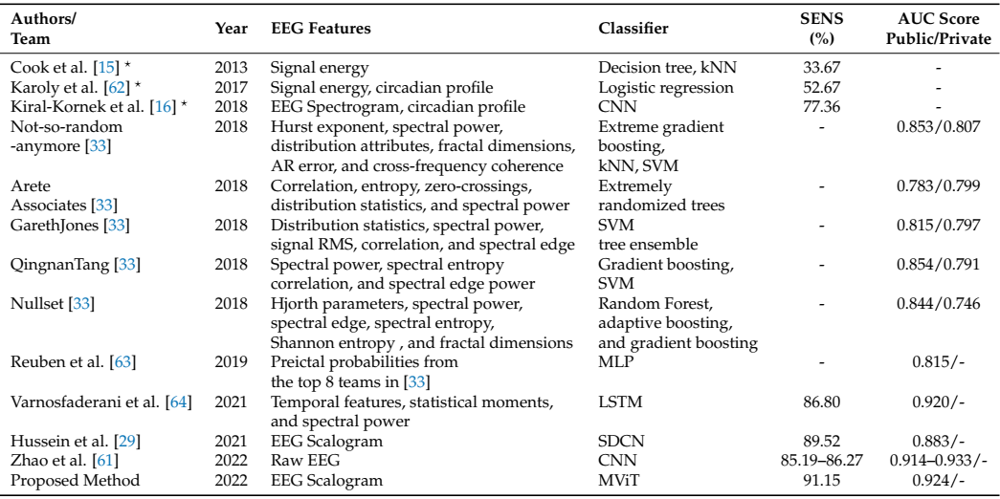 Authors/ Team Year EEG Features Classifier SENS (%) AUC Score Public/Private
Cook et al. [15] * 2013 Signal energy Decision tree, kNN 33.67 -
Karoly et al. [62] * 2017 Signal energy, circadian profile Logistic regression 52.67 -
Kiral-Kornek et al. [16] * 2018 EEG Spectrogram, circadian profile CNN 77.36 -
Not-so-random 2018 Hurst exponent, spectral power, Extreme gradient - 0.853/0.807
-anymore [33] distribution attributes, fractal dimensions, boosting,
AR error, and cross-frequency coherence kNN, SVM
Arete 2018 Correlation, entropy, zero-crossings, Extremely - 0.783/0.799
Associates [33] distribution statistics, and spectral power randomized trees
GarethJones [33] 2018 Distribution statistics, spectral power, SVM - 0.815/0.797
signal RMS, correlation, and spectral edge tree ensemble
QingnanTang [33] 2018 Spectral power, spectral entropy Gradient boosting, - 0.854/0.791
correlation, and spectral edge power SVM
Nullset [33] 2018 Hjorth parameters, spectral power, Random Forest, - 0.844/0.746
spectral edge, spectral entropy, adaptive boosting,
Shannon entropy , and fractal dimensions and gradient boosting
Reuben et al. [63] 2019 Preictal probabilities from MLP - 0.815/-
the top 8 teams in [33]
Varnosfaderani et al. [64] 2021 Temporal features, statistical moments, LSTM 86.80 0.920/-
and spectral power
Hussein et al. [29] 2021 EEG Scalogram SDCN 89.52 0.883/-
Zhao et al. [61] 2022 Raw EEG CNN 85.19–86.27 0.914–0.933/-
Proposed Method 2022 EEG Scalogram MViT 91.15 0.924/-